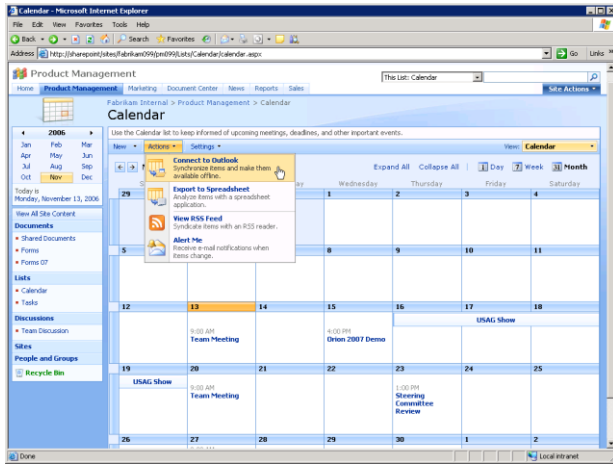 Calendar - Microsoft Internet Explorer
File Edit View Favorites Tools Help
Back Search Favorites
Address http://sharepoint/sites/fabrikam099/pm099/Lists/Calendar/calendar.aspx Go Links »
Product Management This List: Calendar
Home Product Management Marketing Document Center News Reports Sales Site Actions
Fabrikam Internal > Product Management > Calendar
Calendar
Use the Calendar list to keep informed of upcoming meetings, deadlines, and other important events.
2006
Jan Feb Mar
Apr May Jun
Jul Aug Sep
Oct Nov Dec
Today is
Monday, November 13, 2006
View All Site Content
Documents
Shared Documents
Forms
Forms 07
Lists
Calendar
Tasks
Discussions
Team Discussion
Sites
People and Groups
Recycle Bin
New Actions Settings View: Calendar
Connect to Outlook
Synchronize items and make them
available offline.
Export to Spreadsheet
Analyze items with a spreadsheet
application.
View RSS Feed
Syndicate items with an RSS reader.
Alert Me
Receive e-mail notifications when
items change.
Expand All Collapse All 1 Day 7 Week 31 Month
Wednesday Thursday Friday Saturday
29 1 2 3 4
5 8 9 10 11
12 13 14 15 16 17 18
USAG Show
9:00 AM 4:00 PM
Team Meeting Orion 2007 Demo
19 20 21 22 23 24 25
USAG Show
9:00 AM 1:00 PM
Team Meeting Steering
Committee
Review
26 27 28 29 30 1 2
Done Local intranet